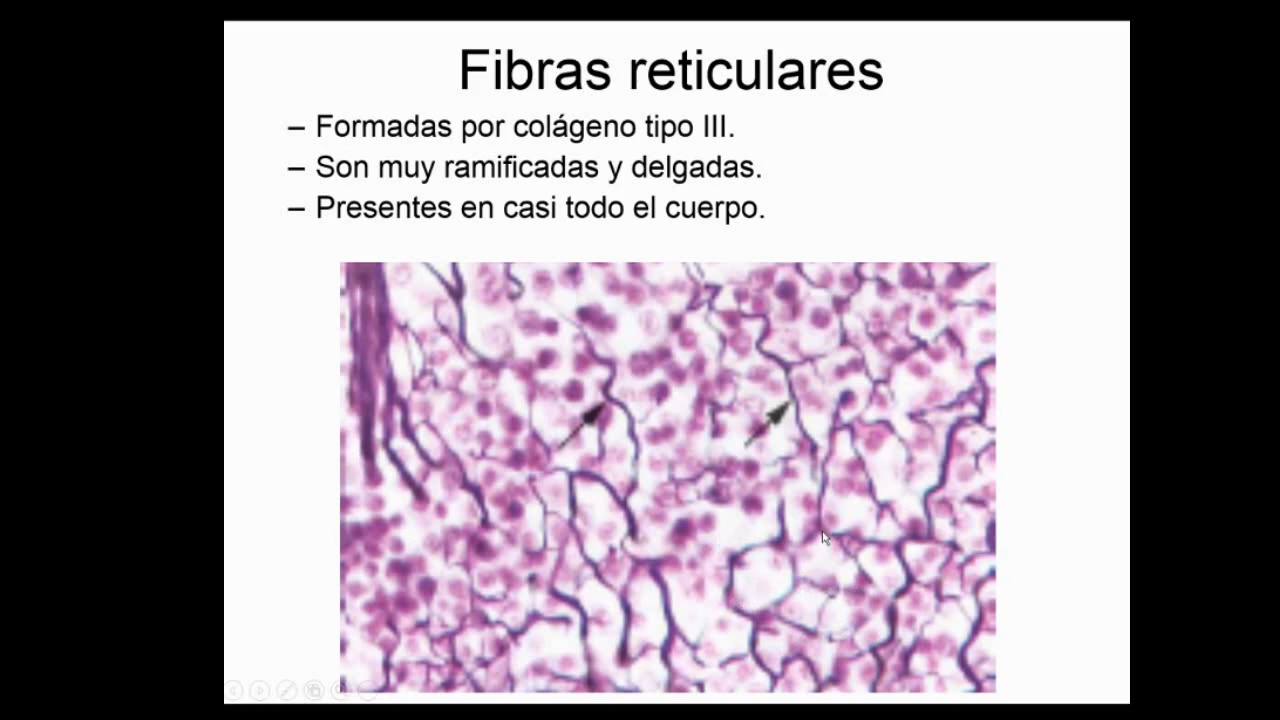 Fibras reticulares
– Formadas por colágeno tipo III.
– Son muy ramificadas y delgadas.
– Presentes en casi todo el cuerpo.